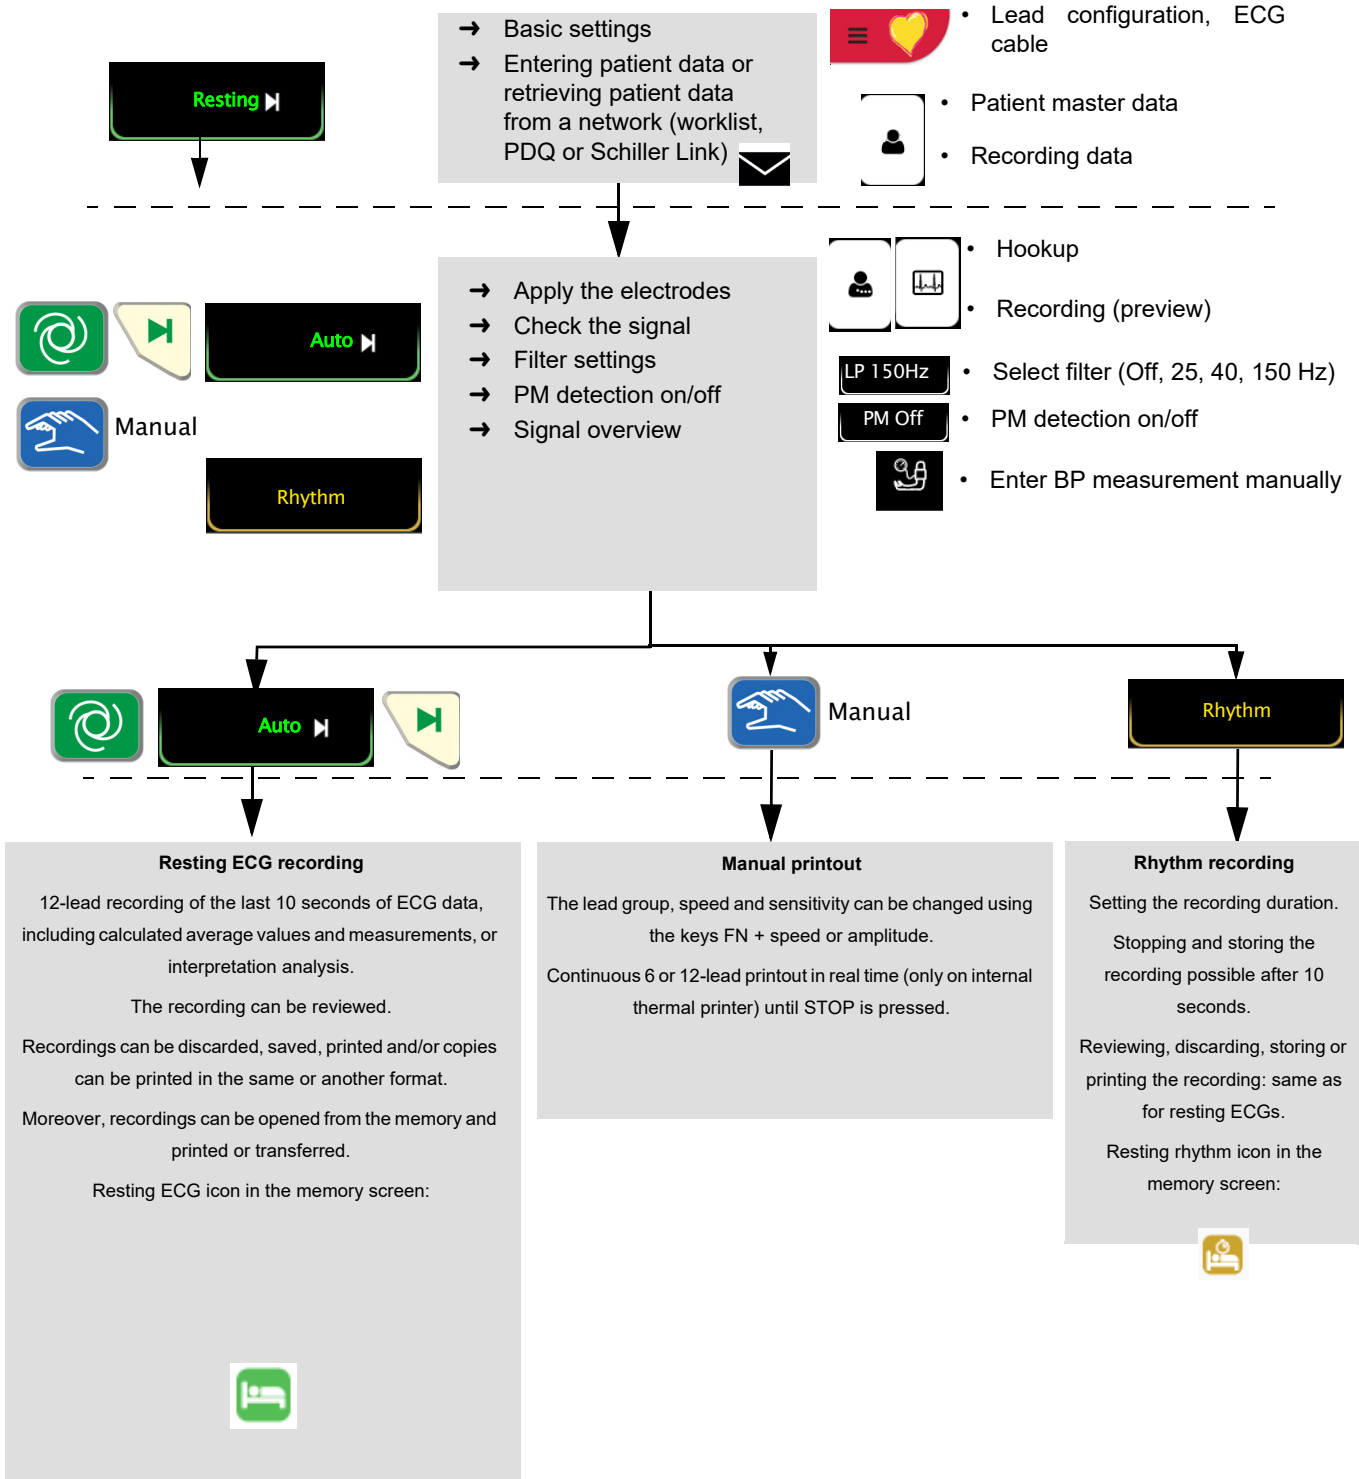 Resting
➔ Basic settings
➔ Entering patient data or
retrieving patient data
from a network (worklist,
PDQ or Schiller Link)
• Lead configuration, ECG
cable
• Patient master data
• Recording data
Auto
Manual
Rhythm
➔ Apply the electrodes
➔ Check the signal
➔ Filter settings
➔ PM detection on/off
➔ Signal overview
• Hookup
• Recording (preview)
LP 150Hz • Select filter (Off, 25, 40, 150 Hz)
PM Off • PM detection on/off
• Enter BP measurement manually
Auto
Manual
Rhythm
Resting ECG recording
12-lead recording of the last 10 seconds of ECG data,
including calculated average values and measurements, or
interpretation analysis.
The recording can be reviewed.
Recordings can be discarded, saved, printed and/or copies
can be printed in the same or another format.
Moreover, recordings can be opened from the memory and
printed or transferred.
Resting ECG icon in the memory screen:
Manual printout
The lead group, speed and sensitivity can be changed using
the keys FN + speed or amplitude.
Continuous 6 or 12-lead printout in real time (only on internal
thermal printer) until STOP is pressed.
Rhythm recording
Setting the recording duration.
Stopping and storing the
recording possible after 10
seconds.
Reviewing, discarding, storing or
printing the recording: same as
for resting ECGs.
Resting rhythm icon in the
memory screen: